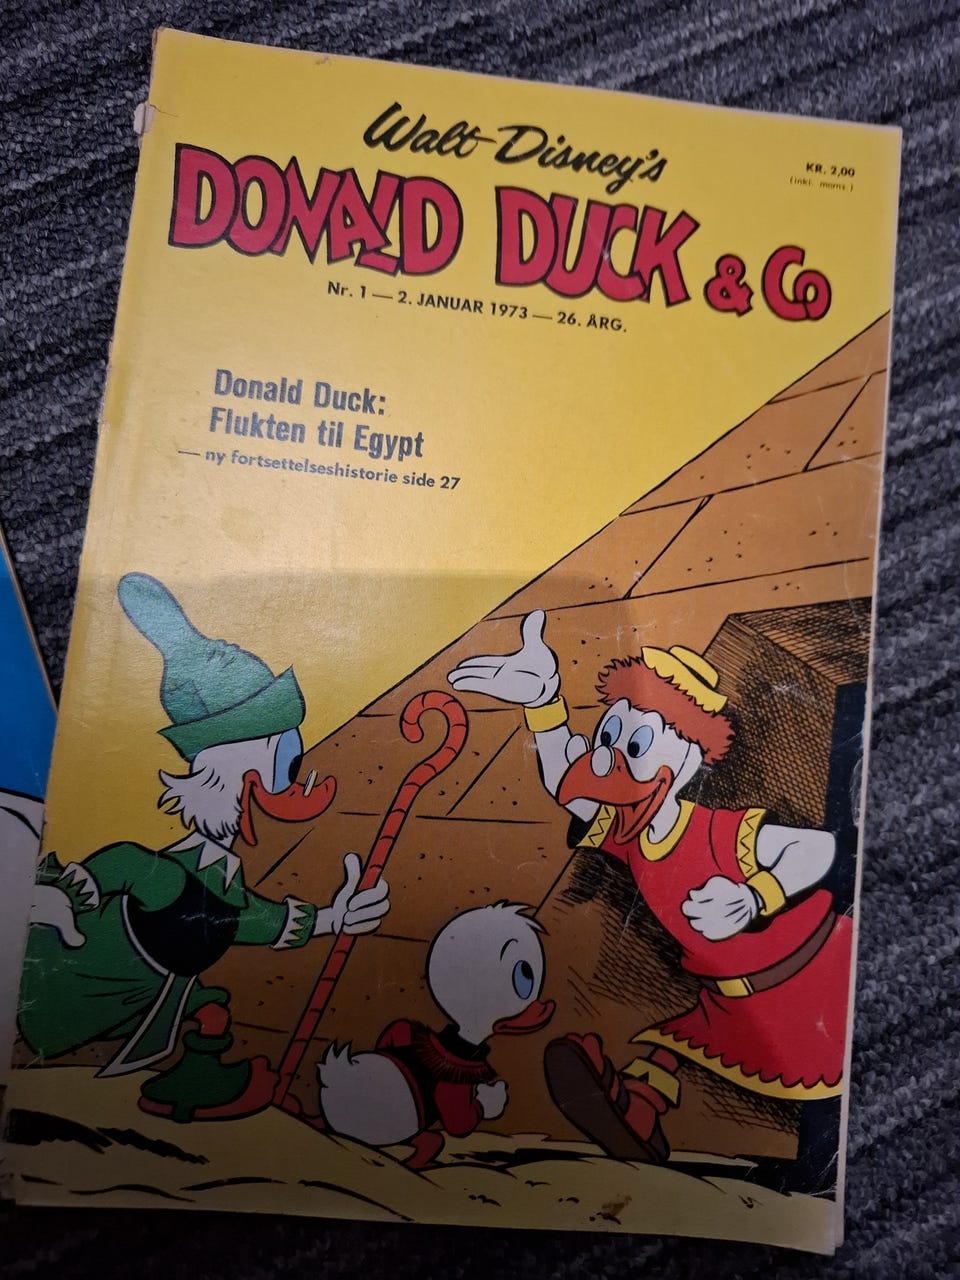 Walt Disney's
KR. 2,00
(inkl. moms.)
DONALD DUCK & Co
Nr. 1 — 2. JANUAR 1973 — 26. ÅRG.
Donald Duck:
Flukten til Egypt
— ny fortsettelseshistorie side 27